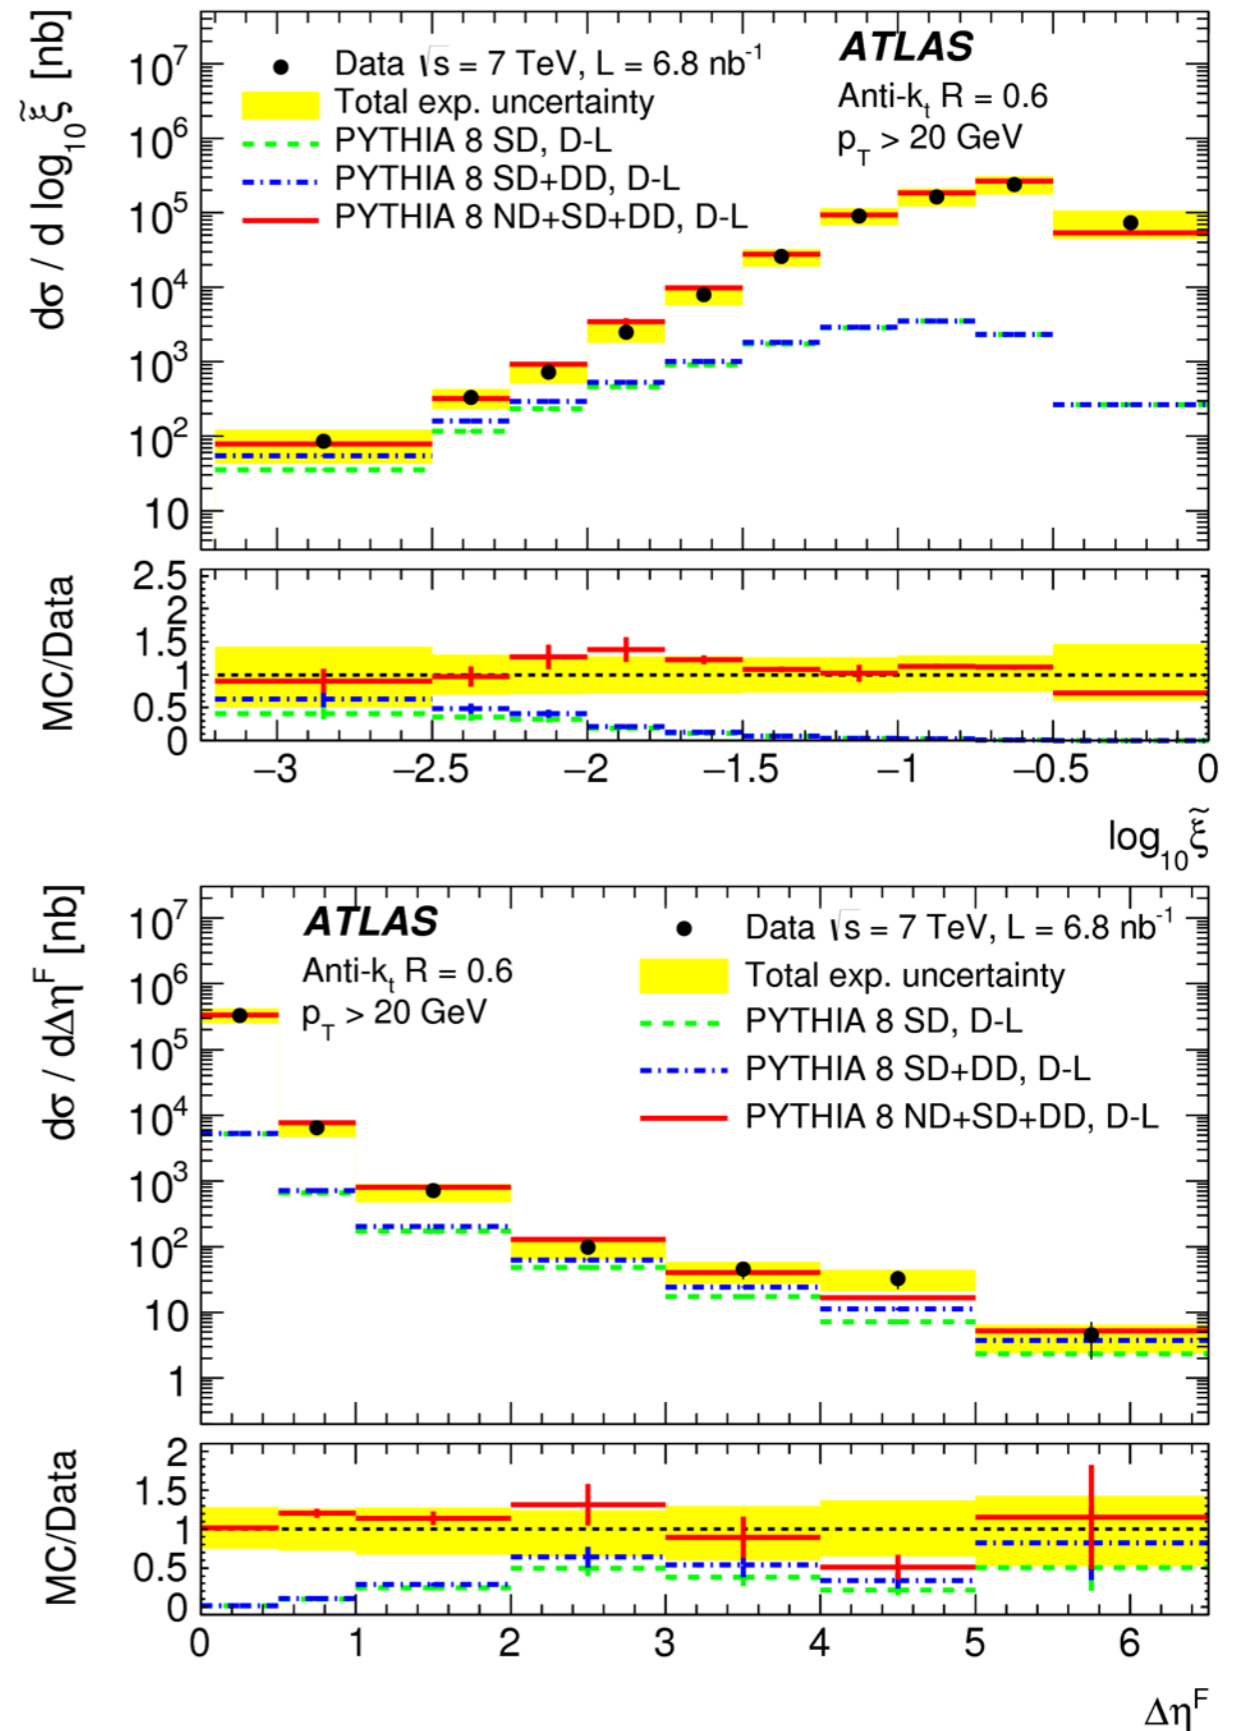 dσ / d log₁₀ ξ̃ [nb]
10⁷
10⁶
10⁵
10⁴
10³
10²
10
Data √s = 7 TeV, L = 6.8 nb⁻¹
Total exp. uncertainty
PYTHIA 8 SD, D-L
PYTHIA 8 SD+DD, D-L
PYTHIA 8 ND+SD+DD, D-L
ATLAS
Anti-kₜ R = 0.6
p_T > 20 GeV
MC/Data
2.5
2
1.5
1
0.5
0
−3 −2.5 −2 −1.5 −1 −0.5 0
log₁₀ ξ̃
dσ / dΔη^F [nb]
10⁷
10⁶
10⁵
10⁴
10³
10²
10
1
ATLAS
Anti-kₜ R = 0.6
p_T > 20 GeV
Data √s = 7 TeV, L = 6.8 nb⁻¹
Total exp. uncertainty
PYTHIA 8 SD, D-L
PYTHIA 8 SD+DD, D-L
PYTHIA 8 ND+SD+DD, D-L
MC/Data
2
1.5
1
0.5
0
0 1 2 3 4 5 6
Δη^F